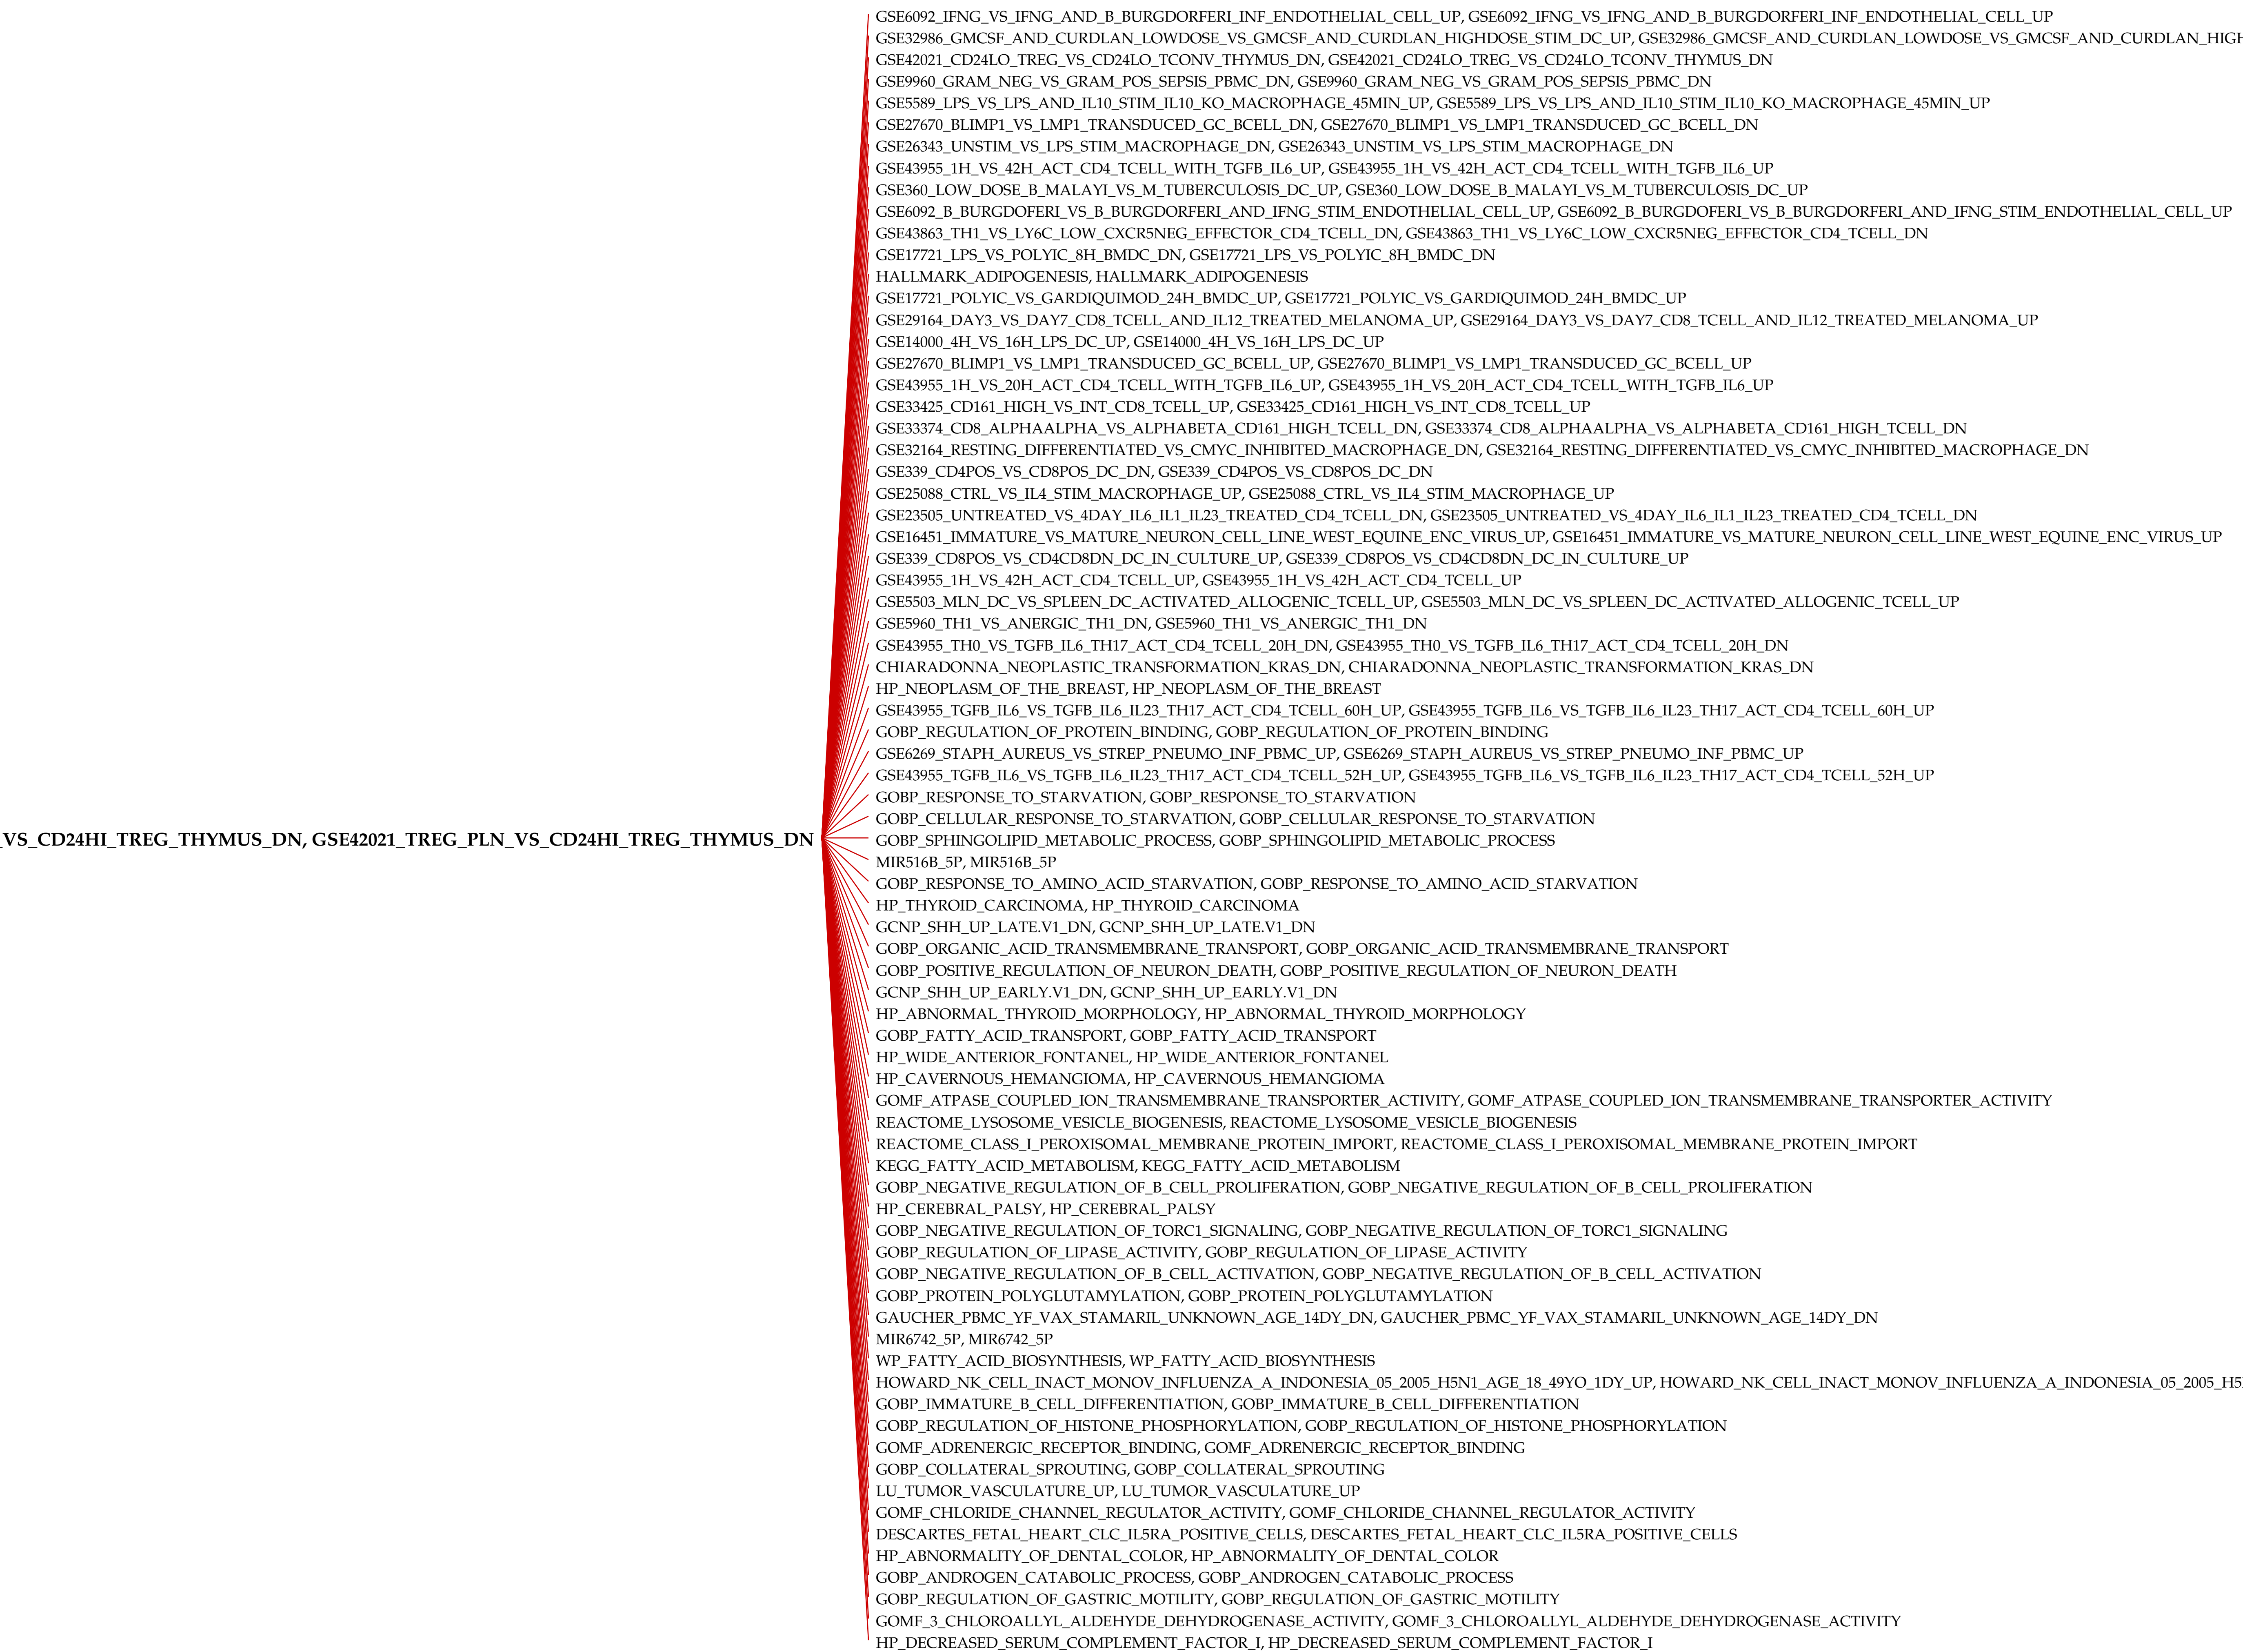 GSE6092_IFNG_VS_IFNG_AND_B_BURGDORFERI_INF_ENDOTHELIAL_CELL_UP, GSE6092_IFNG_VS_IFNG_AND_B_BURGDORFERI_INF_ENDOTHELIAL_CELL_UP
GSE32986_GMCSF_AND_CURDLAN_LOWDOSE_VS_GMCSF_AND_CURDLAN_HIGHDOSE_STIM_DC_UP, GSE32986_GMCSF_AND_CURDLAN_LOWDOSE_VS_GMCSF_AND_CURDLAN_HIGH
GSE42021_CD24LO_TREG_VS_CD24LO_TCONV_THYMUS_DN, GSE42021_CD24LO_TREG_VS_CD24LO_TCONV_THYMUS_DN
GSE9960_GRAM_NEG_VS_GRAM_POS_SEPSIS_PBMC_DN, GSE9960_GRAM_NEG_VS_GRAM_POS_SEPSIS_PBMC_DN
GSE5589_LPS_VS_LPS_AND_IL10_STIM_IL10_KO_MACROPHAGE_45MIN_UP, GSE5589_LPS_VS_LPS_AND_IL10_STIM_IL10_KO_MACROPHAGE_45MIN_UP
GSE27670_BLIMP1_VS_LMP1_TRANSDUCED_GC_BCELL_DN, GSE27670_BLIMP1_VS_LMP1_TRANSDUCED_GC_BCELL_DN
GSE26343_UNSTIM_VS_LPS_STIM_MACROPHAGE_DN, GSE26343_UNSTIM_VS_LPS_STIM_MACROPHAGE_DN
GSE43955_1H_VS_42H_ACT_CD4_TCELL_WITH_TGFB_IL6_UP, GSE43955_1H_VS_42H_ACT_CD4_TCELL_WITH_TGFB_IL6_UP
GSE360_LOW_DOSE_B_MALAYI_VS_M_TUBERCULOSIS_DC_UP, GSE360_LOW_DOSE_B_MALAYI_VS_M_TUBERCULOSIS_DC_UP
GSE6092_B_BURGDOFERI_VS_B_BURGDORFERI_AND_IFNG_STIM_ENDOTHELIAL_CELL_UP, GSE6092_B_BURGDOFERI_VS_B_BURGDORFERI_AND_IFNG_STIM_ENDOTHELIAL_CELL_UP
GSE43863_TH1_VS_LY6C_LOW_CXCR5NEG_EFFECTOR_CD4_TCELL_DN, GSE43863_TH1_VS_LY6C_LOW_CXCR5NEG_EFFECTOR_CD4_TCELL_DN
GSE17721_LPS_VS_POLYIC_8H_BMDC_DN, GSE17721_LPS_VS_POLYIC_8H_BMDC_DN
HALLMARK_ADIPOGENESIS, HALLMARK_ADIPOGENESIS
GSE17721_POLYIC_VS_GARDIQUIMOD_24H_BMDC_UP, GSE17721_POLYIC_VS_GARDIQUIMOD_24H_BMDC_UP
GSE29164_DAY3_VS_DAY7_CD8_TCELL_AND_IL12_TREATED_MELANOMA_UP, GSE29164_DAY3_VS_DAY7_CD8_TCELL_AND_IL12_TREATED_MELANOMA_UP
GSE14000_4H_VS_16H_LPS_DC_UP, GSE14000_4H_VS_16H_LPS_DC_UP
GSE27670_BLIMP1_VS_LMP1_TRANSDUCED_GC_BCELL_UP, GSE27670_BLIMP1_VS_LMP1_TRANSDUCED_GC_BCELL_UP
GSE43955_1H_VS_20H_ACT_CD4_TCELL_WITH_TGFB_IL6_UP, GSE43955_1H_VS_20H_ACT_CD4_TCELL_WITH_TGFB_IL6_UP
GSE33425_CD161_HIGH_VS_INT_CD8_TCELL_UP, GSE33425_CD161_HIGH_VS_INT_CD8_TCELL_UP
GSE33374_CD8_ALPHAALPHA_VS_ALPHABETA_CD161_HIGH_TCELL_DN, GSE33374_CD8_ALPHAALPHA_VS_ALPHABETA_CD161_HIGH_TCELL_DN
GSE32164_RESTING_DIFFERENTIATED_VS_CMYC_INHIBITED_MACROPHAGE_DN, GSE32164_RESTING_DIFFERENTIATED_VS_CMYC_INHIBITED_MACROPHAGE_DN
GSE339_CD4POS_VS_CD8POS_DC_DN, GSE339_CD4POS_VS_CD8POS_DC_DN
GSE25088_CTRL_VS_IL4_STIM_MACROPHAGE_UP, GSE25088_CTRL_VS_IL4_STIM_MACROPHAGE_UP
GSE23505_UNTREATED_VS_4DAY_IL6_IL1_IL23_TREATED_CD4_TCELL_DN, GSE23505_UNTREATED_VS_4DAY_IL6_IL1_IL23_TREATED_CD4_TCELL_DN
GSE16451_IMMATURE_VS_MATURE_NEURON_CELL_LINE_WEST_EQUINE_ENC_VIRUS_UP, GSE16451_IMMATURE_VS_MATURE_NEURON_CELL_LINE_WEST_EQUINE_ENC_VIRUS_UP
GSE339_CD8POS_VS_CD4CD8DN_DC_IN_CULTURE_UP, GSE339_CD8POS_VS_CD4CD8DN_DC_IN_CULTURE_UP
GSE43955_1H_VS_42H_ACT_CD4_TCELL_UP, GSE43955_1H_VS_42H_ACT_CD4_TCELL_UP
GSE5503_MLN_DC_VS_SPLEEN_DC_ACTIVATED_ALLOGENIC_TCELL_UP, GSE5503_MLN_DC_VS_SPLEEN_DC_ACTIVATED_ALLOGENIC_TCELL_UP
GSE5960_TH1_VS_ANERGIC_TH1_DN, GSE5960_TH1_VS_ANERGIC_TH1_DN
GSE43955_TH0_VS_TGFB_IL6_TH17_ACT_CD4_TCELL_20H_DN, GSE43955_TH0_VS_TGFB_IL6_TH17_ACT_CD4_TCELL_20H_DN
CHIARADONNA_NEOPLASTIC_TRANSFORMATION_KRAS_DN, CHIARADONNA_NEOPLASTIC_TRANSFORMATION_KRAS_DN
HP_NEOPLASM_OF_THE_BREAST, HP_NEOPLASM_OF_THE_BREAST
GSE43955_TGFB_IL6_VS_TGFB_IL6_IL23_TH17_ACT_CD4_TCELL_60H_UP, GSE43955_TGFB_IL6_VS_TGFB_IL6_IL23_TH17_ACT_CD4_TCELL_60H_UP
GOBP_REGULATION_OF_PROTEIN_BINDING, GOBP_REGULATION_OF_PROTEIN_BINDING
GSE6269_STAPH_AUREUS_VS_STREP_PNEUMO_INF_PBMC_UP, GSE6269_STAPH_AUREUS_VS_STREP_PNEUMO_INF_PBMC_UP
GSE43955_TGFB_IL6_VS_TGFB_IL6_IL23_TH17_ACT_CD4_TCELL_52H_UP, GSE43955_TGFB_IL6_VS_TGFB_IL6_IL23_TH17_ACT_CD4_TCELL_52H_UP
GOBP_RESPONSE_TO_STARVATION, GOBP_RESPONSE_TO_STARVATION
GOBP_CELLULAR_RESPONSE_TO_STARVATION, GOBP_CELLULAR_RESPONSE_TO_STARVATION
_VS_CD24HI_TREG_THYMUS_DN, GSE42021_TREG_PLN_VS_CD24HI_TREG_THYMUS_DN
GOBP_SPHINGOLIPID_METABOLIC_PROCESS, GOBP_SPHINGOLIPID_METABOLIC_PROCESS
MIR516B_5P, MIR516B_5P
GOBP_RESPONSE_TO_AMINO_ACID_STARVATION, GOBP_RESPONSE_TO_AMINO_ACID_STARVATION
HP_THYROID_CARCINOMA, HP_THYROID_CARCINOMA
GCNP_SHH_UP_LATE.V1_DN, GCNP_SHH_UP_LATE.V1_DN
GOBP_ORGANIC_ACID_TRANSMEMBRANE_TRANSPORT, GOBP_ORGANIC_ACID_TRANSMEMBRANE_TRANSPORT
GOBP_POSITIVE_REGULATION_OF_NEURON_DEATH, GOBP_POSITIVE_REGULATION_OF_NEURON_DEATH
GCNP_SHH_UP_EARLY.V1_DN, GCNP_SHH_UP_EARLY.V1_DN
HP_ABNORMAL_THYROID_MORPHOLOGY, HP_ABNORMAL_THYROID_MORPHOLOGY
GOBP_FATTY_ACID_TRANSPORT, GOBP_FATTY_ACID_TRANSPORT
HP_WIDE_ANTERIOR_FONTANEL, HP_WIDE_ANTERIOR_FONTANEL
HP_CAVERNOUS_HEMANGIOMA, HP_CAVERNOUS_HEMANGIOMA
GOMF_ATPASE_COUPLED_ION_TRANSMEMBRANE_TRANSPORTER_ACTIVITY, GOMF_ATPASE_COUPLED_ION_TRANSMEMBRANE_TRANSPORTER_ACTIVITY
REACTOME_LYSOSOME_VESICLE_BIOGENESIS, REACTOME_LYSOSOME_VESICLE_BIOGENESIS
REACTOME_CLASS_I_PEROXISOMAL_MEMBRANE_PROTEIN_IMPORT, REACTOME_CLASS_I_PEROXISOMAL_MEMBRANE_PROTEIN_IMPORT
KEGG_FATTY_ACID_METABOLISM, KEGG_FATTY_ACID_METABOLISM
GOBP_NEGATIVE_REGULATION_OF_B_CELL_PROLIFERATION, GOBP_NEGATIVE_REGULATION_OF_B_CELL_PROLIFERATION
HP_CEREBRAL_PALSY, HP_CEREBRAL_PALSY
GOBP_NEGATIVE_REGULATION_OF_TORC1_SIGNALING, GOBP_NEGATIVE_REGULATION_OF_TORC1_SIGNALING
GOBP_REGULATION_OF_LIPASE_ACTIVITY, GOBP_REGULATION_OF_LIPASE_ACTIVITY
GOBP_NEGATIVE_REGULATION_OF_B_CELL_ACTIVATION, GOBP_NEGATIVE_REGULATION_OF_B_CELL_ACTIVATION
GOBP_PROTEIN_POLYGLUTAMYLATION, GOBP_PROTEIN_POLYGLUTAMYLATION
GAUCHER_PBMC_YF_VAX_STAMARIL_UNKNOWN_AGE_14DY_DN, GAUCHER_PBMC_YF_VAX_STAMARIL_UNKNOWN_AGE_14DY_DN
MIR6742_5P, MIR6742_5P
WP_FATTY_ACID_BIOSYNTHESIS, WP_FATTY_ACID_BIOSYNTHESIS
HOWARD_NK_CELL_INACT_MONOV_INFLUENZA_A_INDONESIA_05_2005_H5N1_AGE_18_49YO_1DY_UP, HOWARD_NK_CELL_INACT_MONOV_INFLUENZA_A_INDONESIA_05_2005_H5
GOBP_IMMATURE_B_CELL_DIFFERENTIATION, GOBP_IMMATURE_B_CELL_DIFFERENTIATION
GOBP_REGULATION_OF_HISTONE_PHOSPHORYLATION, GOBP_REGULATION_OF_HISTONE_PHOSPHORYLATION
GOMF_ADRENERGIC_RECEPTOR_BINDING, GOMF_ADRENERGIC_RECEPTOR_BINDING
GOBP_COLLATERAL_SPROUTING, GOBP_COLLATERAL_SPROUTING
LU_TUMOR_VASCULATURE_UP, LU_TUMOR_VASCULATURE_UP
GOMF_CHLORIDE_CHANNEL_REGULATOR_ACTIVITY, GOMF_CHLORIDE_CHANNEL_REGULATOR_ACTIVITY
DESCARTES_FETAL_HEART_CLC_IL5RA_POSITIVE_CELLS, DESCARTES_FETAL_HEART_CLC_IL5RA_POSITIVE_CELLS
HP_ABNORMALITY_OF_DENTAL_COLOR, HP_ABNORMALITY_OF_DENTAL_COLOR
GOBP_ANDROGEN_CATABOLIC_PROCESS, GOBP_ANDROGEN_CATABOLIC_PROCESS
GOBP_REGULATION_OF_GASTRIC_MOTILITY, GOBP_REGULATION_OF_GASTRIC_MOTILITY
GOMF_3_CHLOROALLYL_ALDEHYDE_DEHYDROGENASE_ACTIVITY, GOMF_3_CHLOROALLYL_ALDEHYDE_DEHYDROGENASE_ACTIVITY
HP_DECREASED_SERUM_COMPLEMENT_FACTOR_I, HP_DECREASED_SERUM_COMPLEMENT_FACTOR_I